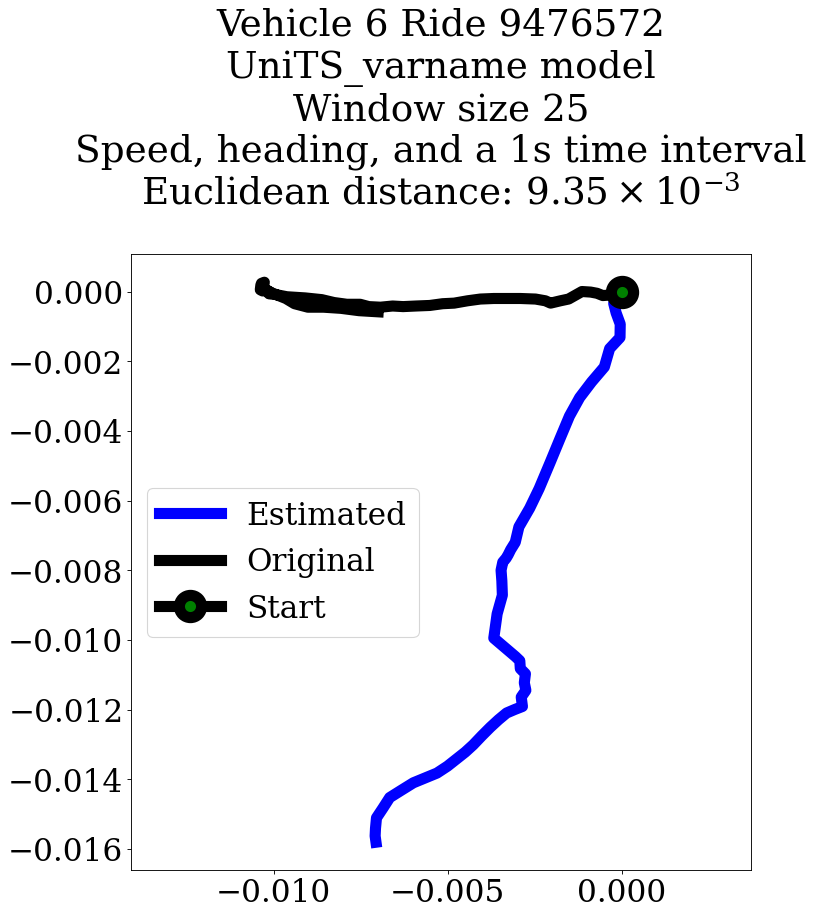 Vehicle 6 Ride 9476572
UniTS_varname model
Window size 25
Speed, heading, and a 1s time interval
Euclidean distance: 9.35 × 10⁻³
0.000
−0.002
−0.004
−0.006
−0.008
−0.010
−0.012
−0.014
−0.016
Estimated
Original
Start
−0.010 −0.005 0.000